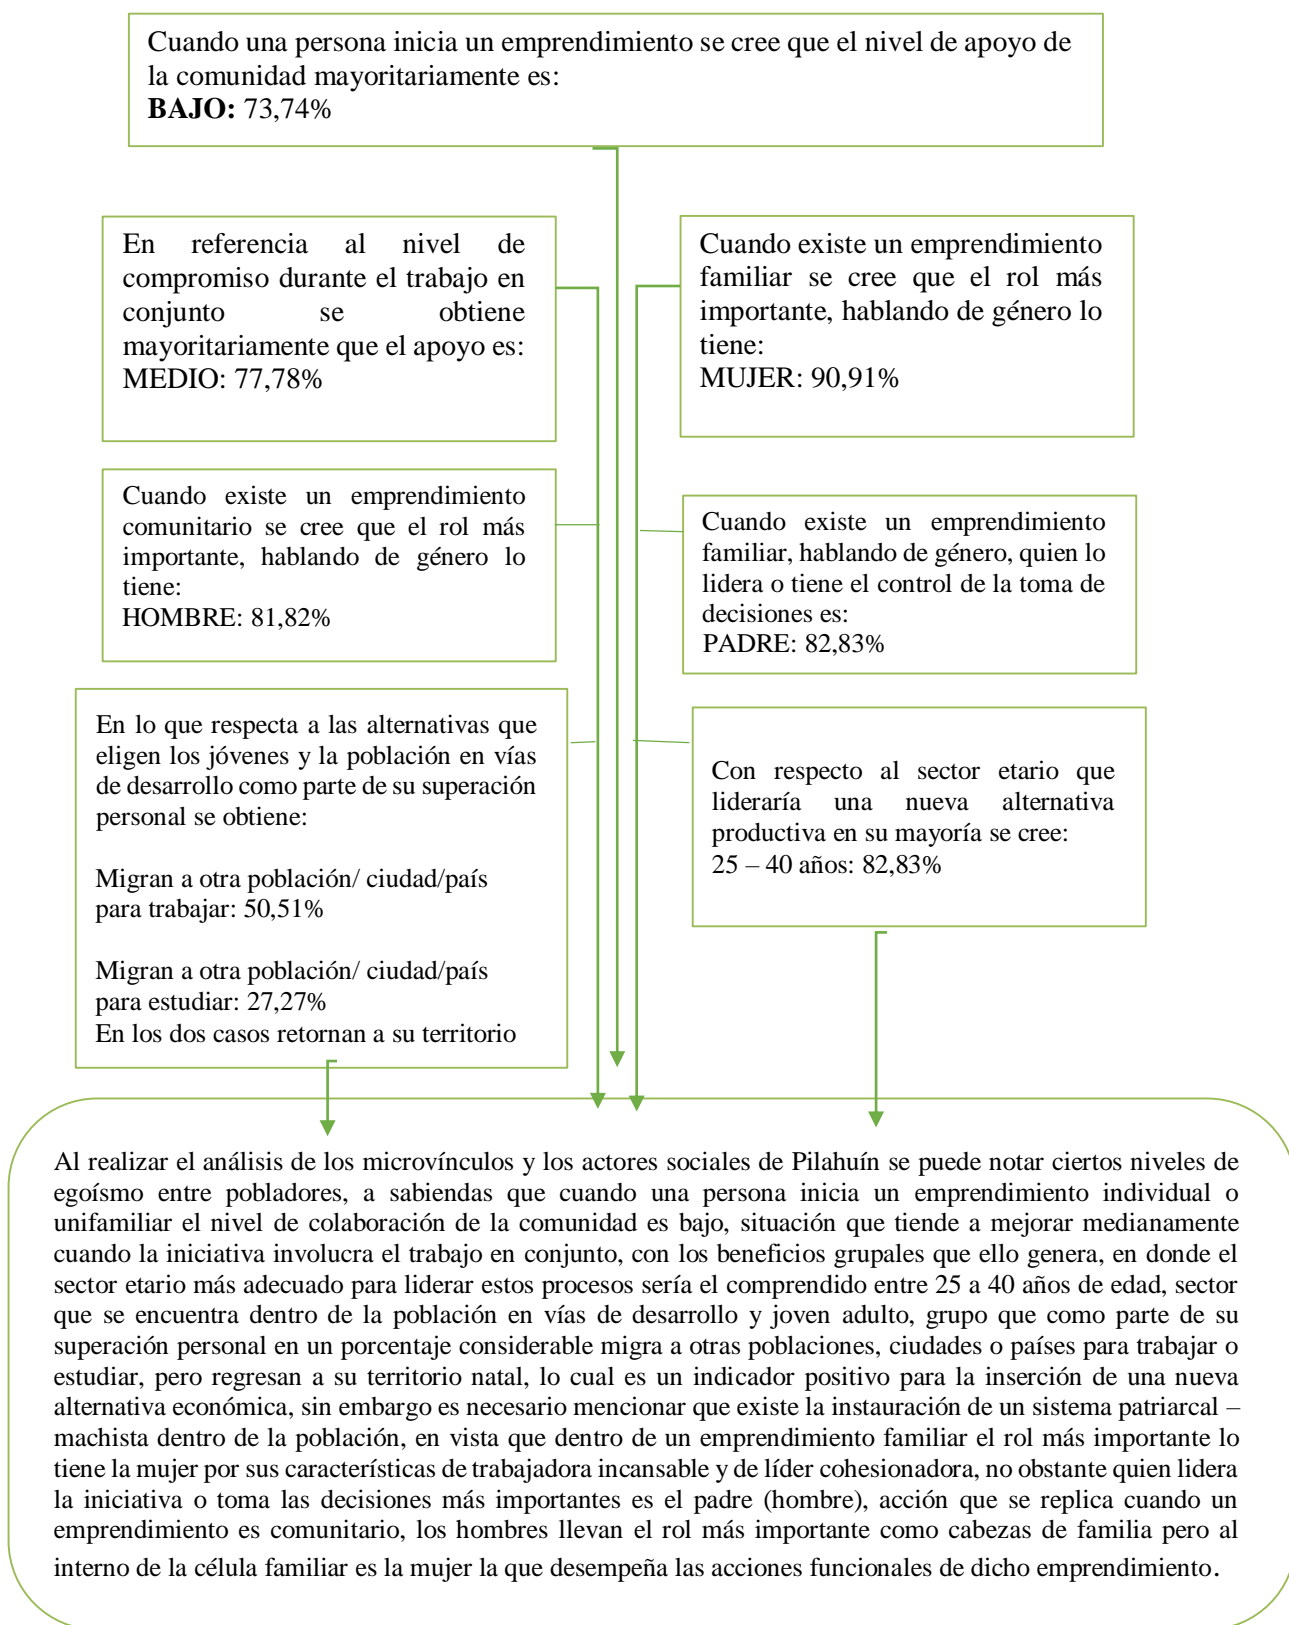 Cuando una persona inicia un emprendimiento se cree que el nivel de apoyo de
la comunidad mayoritariamente es:
BAJO: 73,74%
En referencia al nivel de
compromiso durante el trabajo en
conjunto se obtiene
mayoritariamente que el apoyo es:
MEDIO: 77,78%
Cuando existe un emprendimiento
familiar se cree que el rol más
importante, hablando de género lo
tiene:
MUJER: 90,91%
Cuando existe un emprendimiento
comunitario se cree que el rol más
importante, hablando de género lo
tiene:
HOMBRE: 81,82%
Cuando existe un emprendimiento
familiar, hablando de género, quien lo
lidera o tiene el control de la toma de
decisiones es:
PADRE: 82,83%
En lo que respecta a las alternativas que
eligen los jóvenes y la población en vías
de desarrollo como parte de su superación
personal se obtiene:
Migran a otra población/ ciudad/país
para trabajar: 50,51%
Migran a otra población/ ciudad/país
para estudiar: 27,27%
En los dos casos retornan a su territorio
Con respecto al sector etario que
lideraría una nueva alternativa
productiva en su mayoría se cree:
25 – 40 años: 82,83%
Al realizar el análisis de los microvínculos y los actores sociales de Pilahuín se puede notar ciertos niveles de
egoísmo entre pobladores, a sabiendas que cuando una persona inicia un emprendimiento individual o
unifamiliar el nivel de colaboración de la comunidad es bajo, situación que tiende a mejorar medianamente
cuando la iniciativa involucra el trabajo en conjunto, con los beneficios grupales que ello genera, en donde el
sector etario más adecuado para liderar estos procesos sería el comprendido entre 25 a 40 años de edad, sector
que se encuentra dentro de la población en vías de desarrollo y joven adulto, grupo que como parte de su
superación personal en un porcentaje considerable migra a otras poblaciones, ciudades o países para trabajar o
estudiar, pero regresan a su territorio natal, lo cual es un indicador positivo para la inserción de una nueva
alternativa económica, sin embargo es necesario mencionar que existe la instauración de un sistema patriarcal –
machista dentro de la población, en vista que dentro de un emprendimiento familiar el rol más importante lo
tiene la mujer por sus características de trabajadora incansable y de líder cohesionadora, no obstante quien lidera
la iniciativa o toma las decisiones más importantes es el padre (hombre), acción que se replica cuando un
emprendimiento es comunitario, los hombres llevan el rol más importante como cabezas de familia pero al
interno de la célula familiar es la mujer la que desempeña las acciones funcionales de dicho emprendimiento.